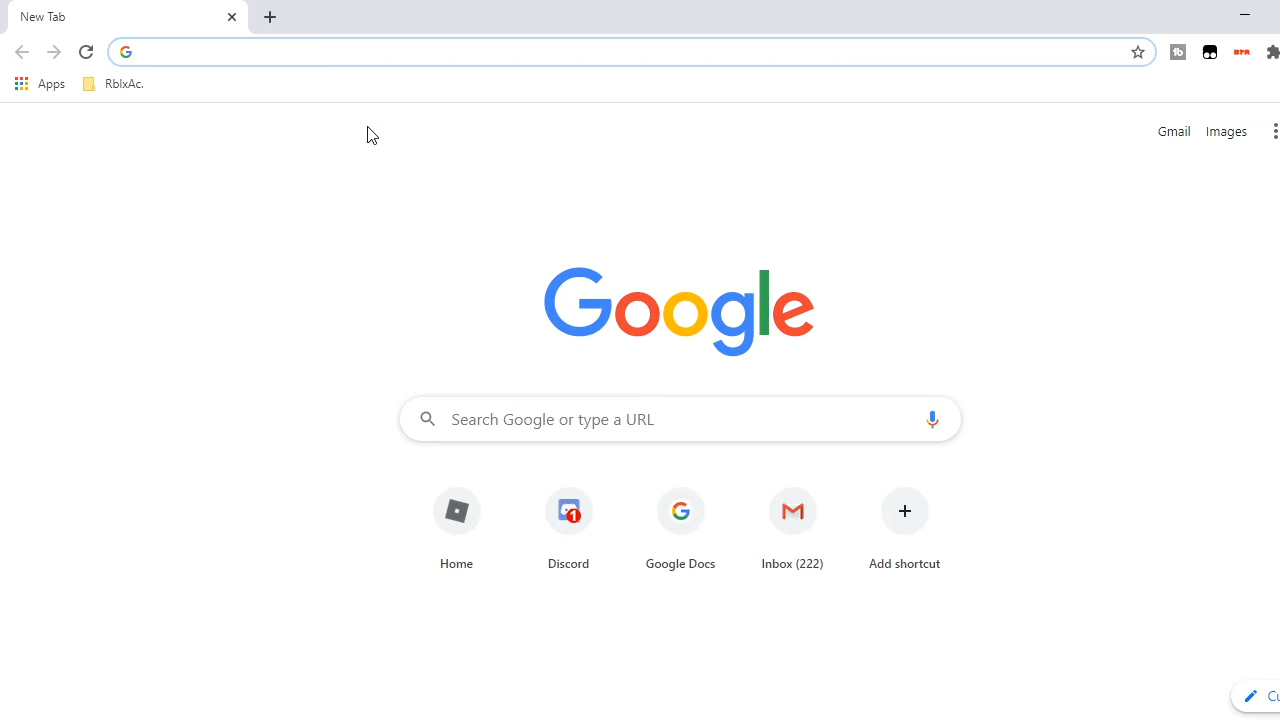 New Tab
Apps
RblxAc.
Gmail
Images
Google
Search Google or type a URL
1
Home
Discord
Google Docs
Inbox (222)
Add shortcut